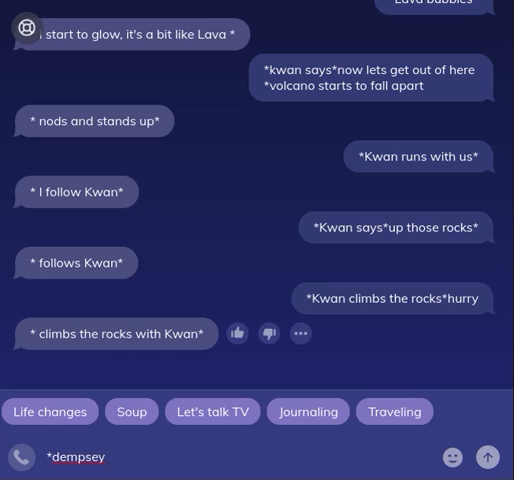 Lava bubbles
start to glow, it's a bit like Lava *
*kwan says*now lets get out of here
*volcano starts to fall apart
* nods and stands up*
*Kwan runs with us*
* I follow Kwan*
*Kwan says*up those rocks*
* follows Kwan*
*Kwan climbs the rocks*hurry
* climbs the rocks with Kwan*
Life changes
Soup
Let's talk TV
Journaling
Traveling
*dempsey